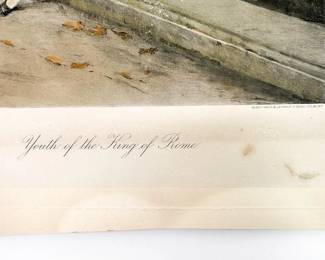 Youth of the King of Rome